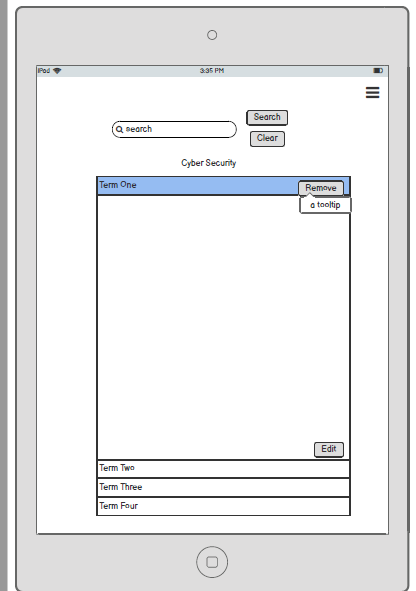 iPad 3:35 PM
Search
search
Clear
Cyber Security
Term One
Remove
a tooltip
Edit
Term Two
Term Three
Term Four